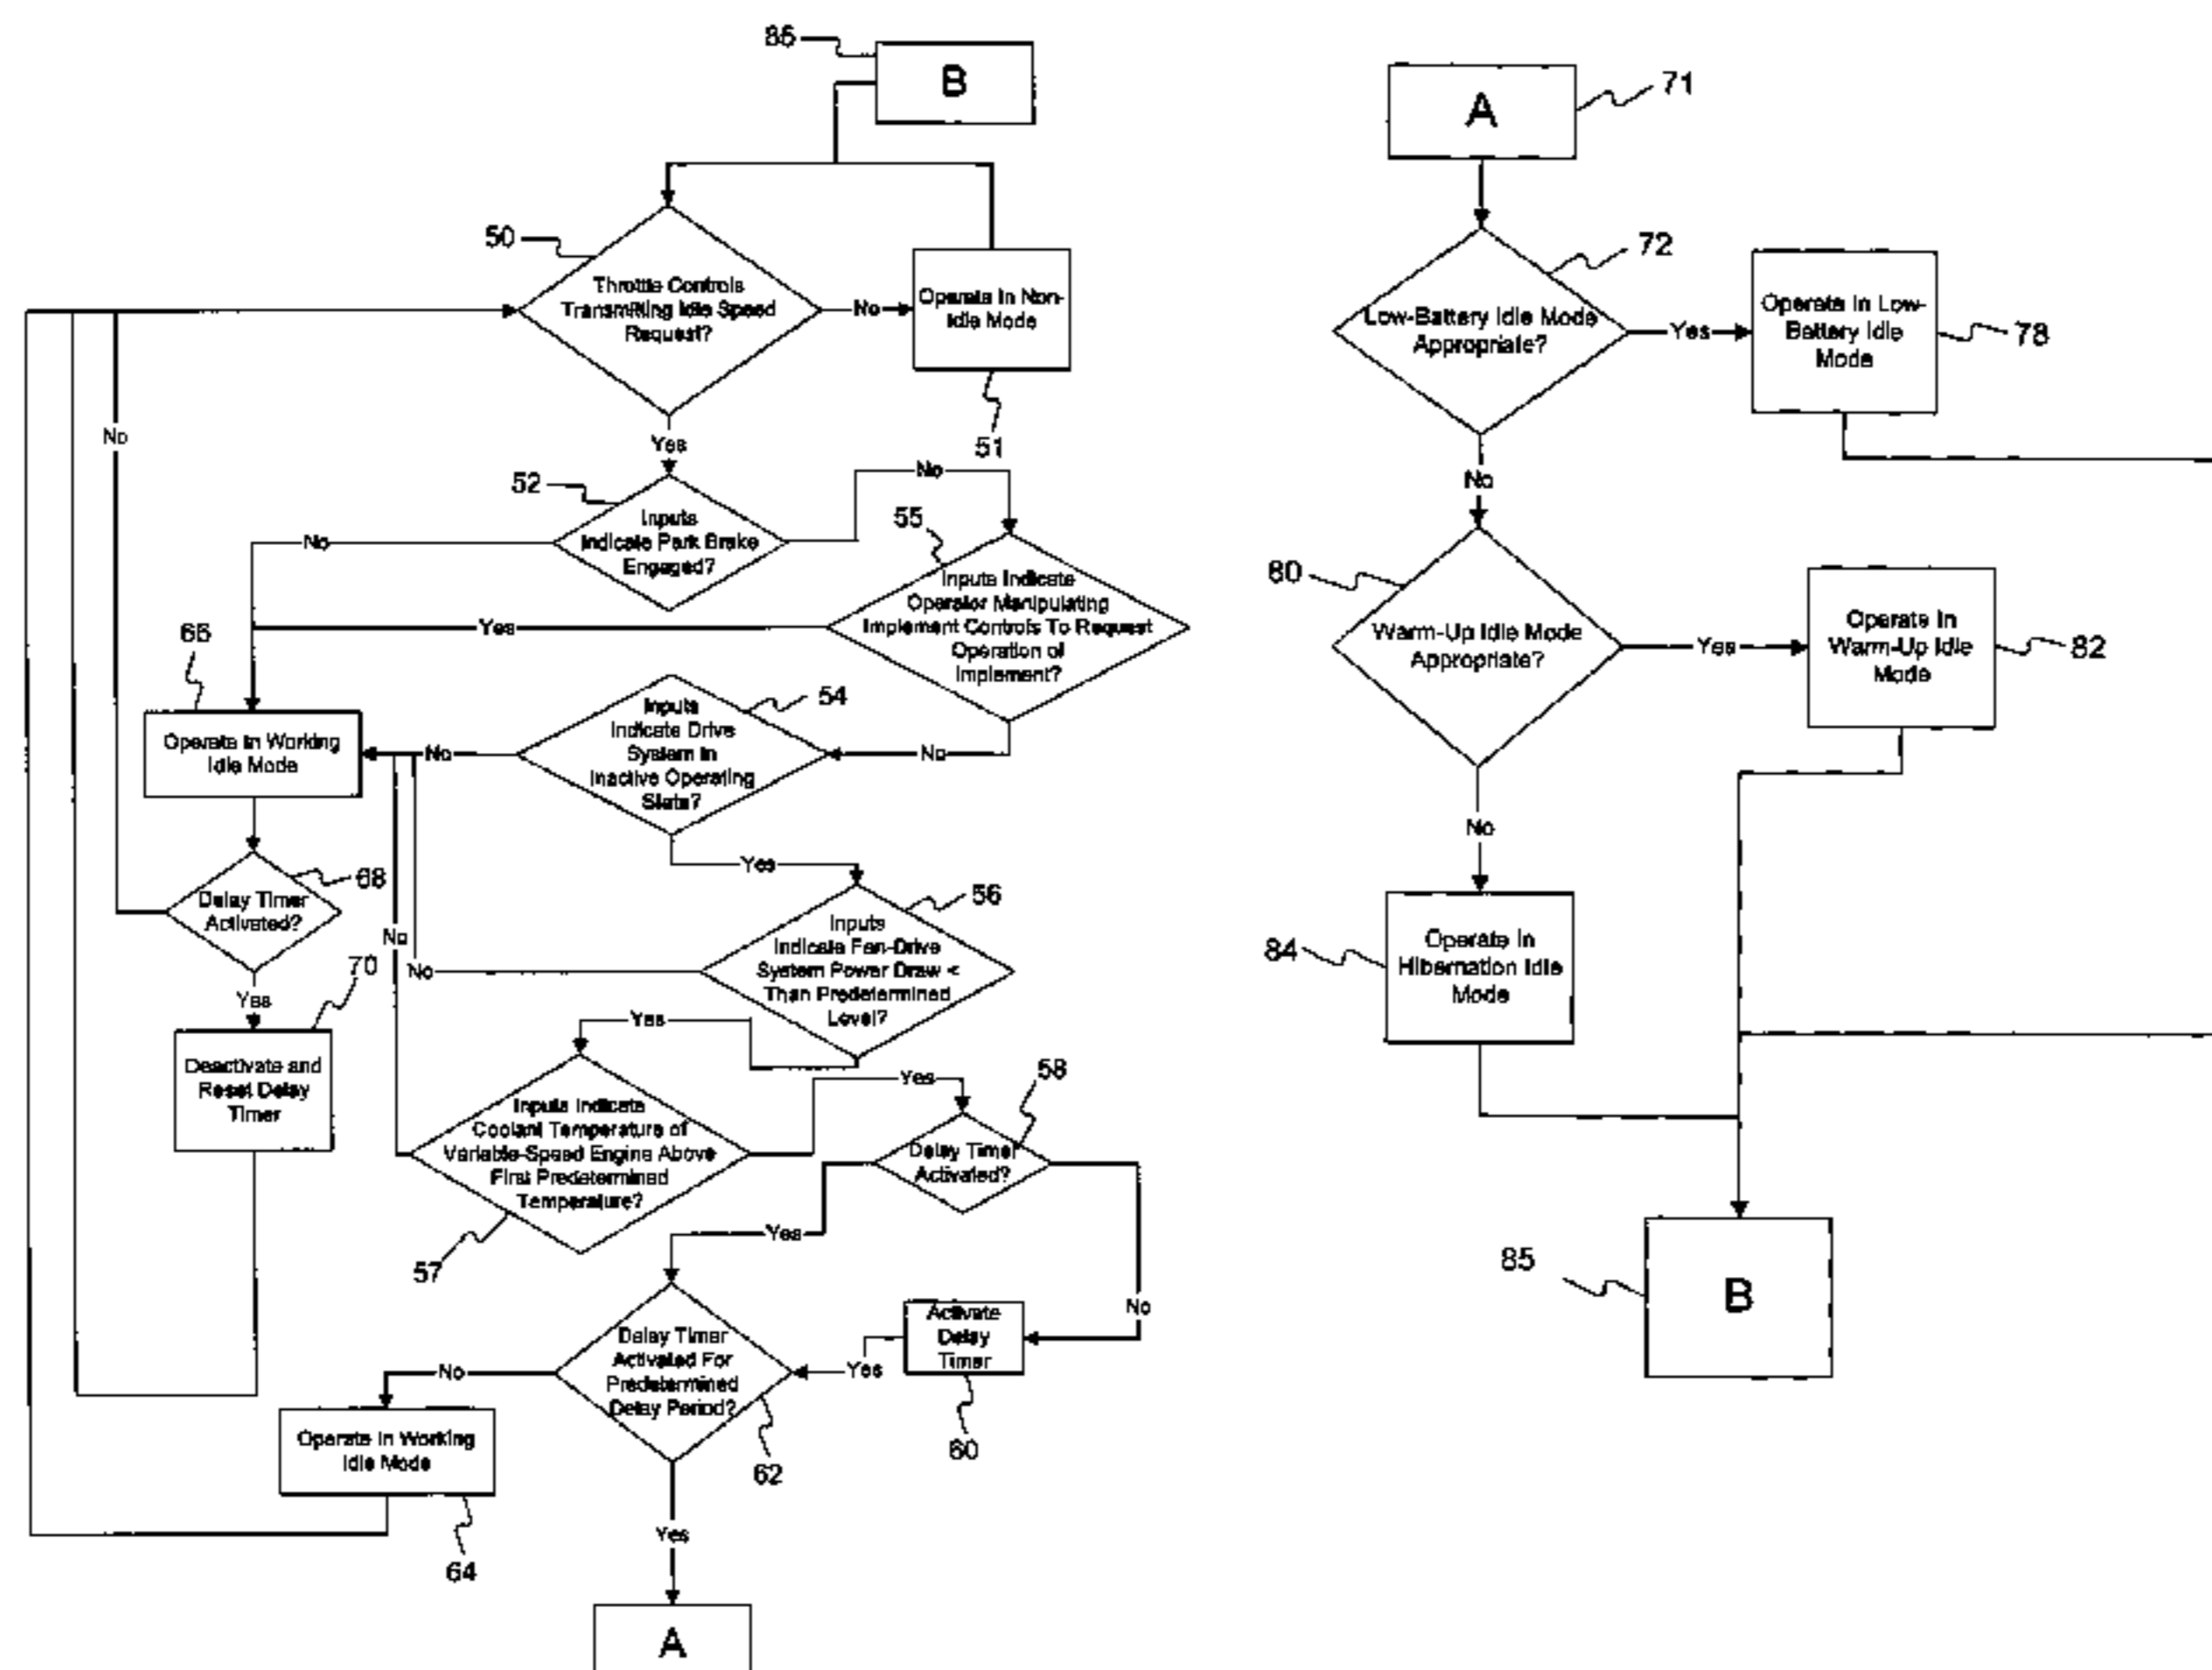 85
B
50
Throttle Controls
Transmitting Idle Speed
Request?
No
Operate In Non-
Idle Mode
51
Yes
No
52
Inputs
Indicate Park Brake
Engaged?
No
No
55
Inputs Indicate
Operator Manipulating
Implement Controls To Request
Operation of
Implement?
Yes
66
Operate In Working
Idle Mode
54
Inputs
Indicate Drive
System In
Inactive Operating
State?
No
No
Yes
68
Delay Timer
Activated?
56
Inputs
Indicate Fan-Drive
System Power Draw <
Than Predetermined
Level?
No
No
Yes
70
Deactivate and
Reset Delay
Timer
Yes
Inputs Indicate
Coolant Temperature of
Variable-Speed Engine Above
First Predetermined
Temperature?
57
Yes
58
Delay Timer
Activated?
Yes
No
Activate
Delay
Timer
60
Yes
Delay Timer
Activated For
Predetermined
Delay Period?
62
No
Operate In Working
Idle Mode
64
Yes
A
A
71
72
Low-Battery Idle Mode
Appropriate?
Yes
Operate In Low-
Battery Idle
Mode
78
No
80
Warm-Up Idle Mode
Appropriate?
Yes
Operate In
Warm-Up Idle
Mode
82
No
84
Operate In
Hibernation Idle
Mode
85
B